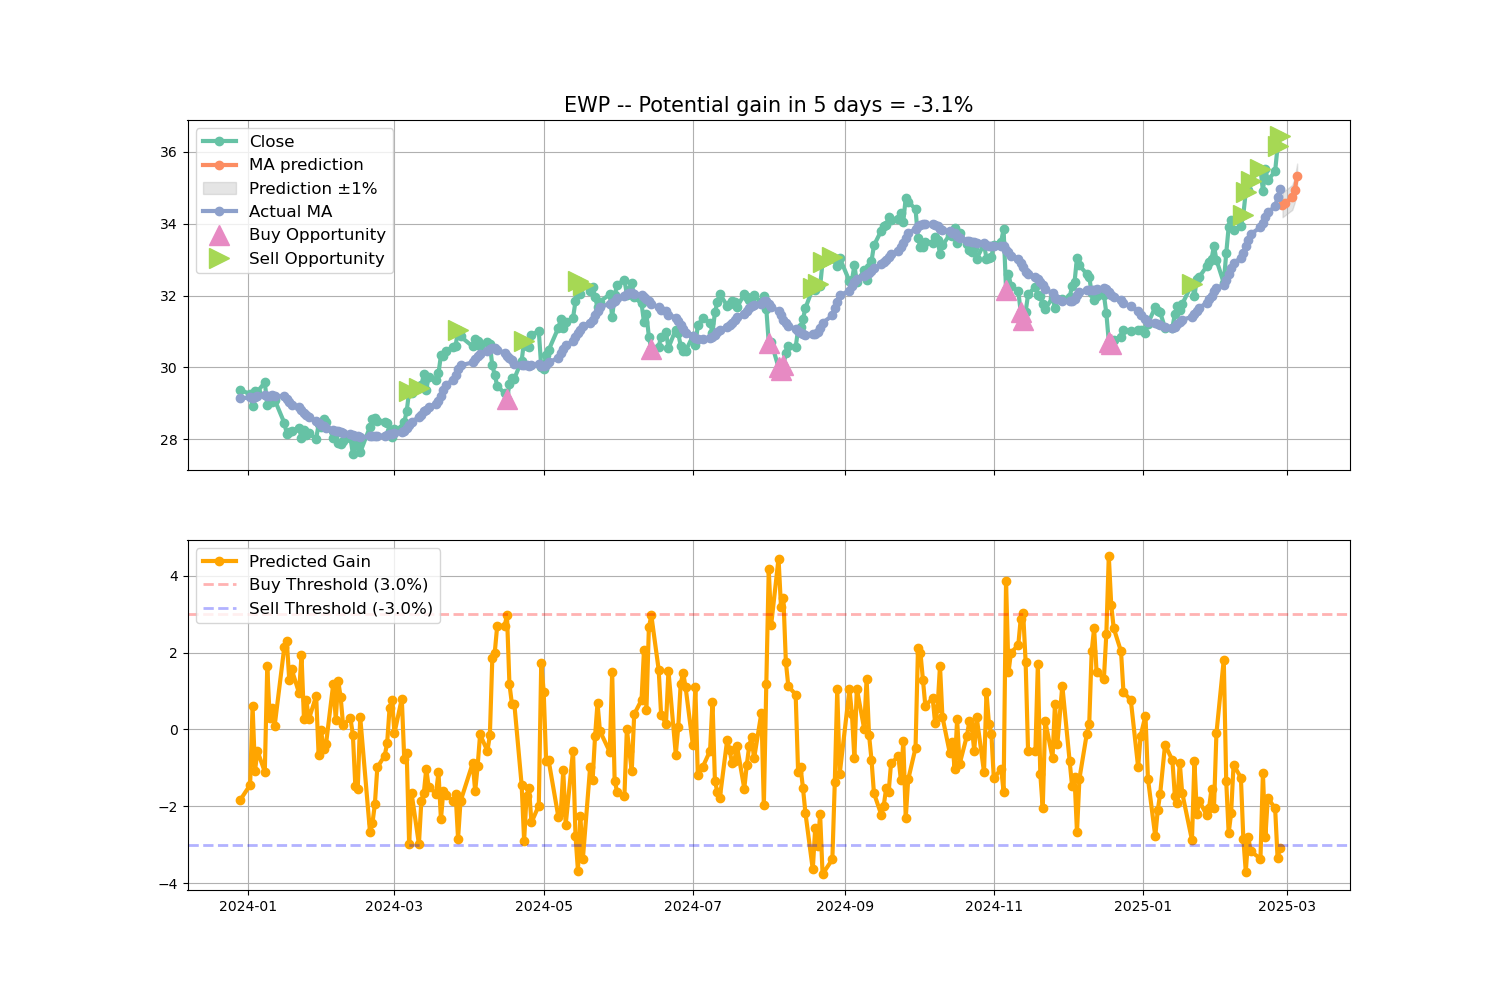 EWP -- Potential gain in 5 days = -3.1%
Close
MA prediction
Prediction ±1%
Actual MA
Buy Opportunity
Sell Opportunity
36
34
32
30
28
Predicted Gain
Buy Threshold (3.0%)
Sell Threshold (-3.0%)
4
2
0
−2
−4
2024-01 2024-03 2024-05 2024-07 2024-09 2024-11 2025-01 2025-03